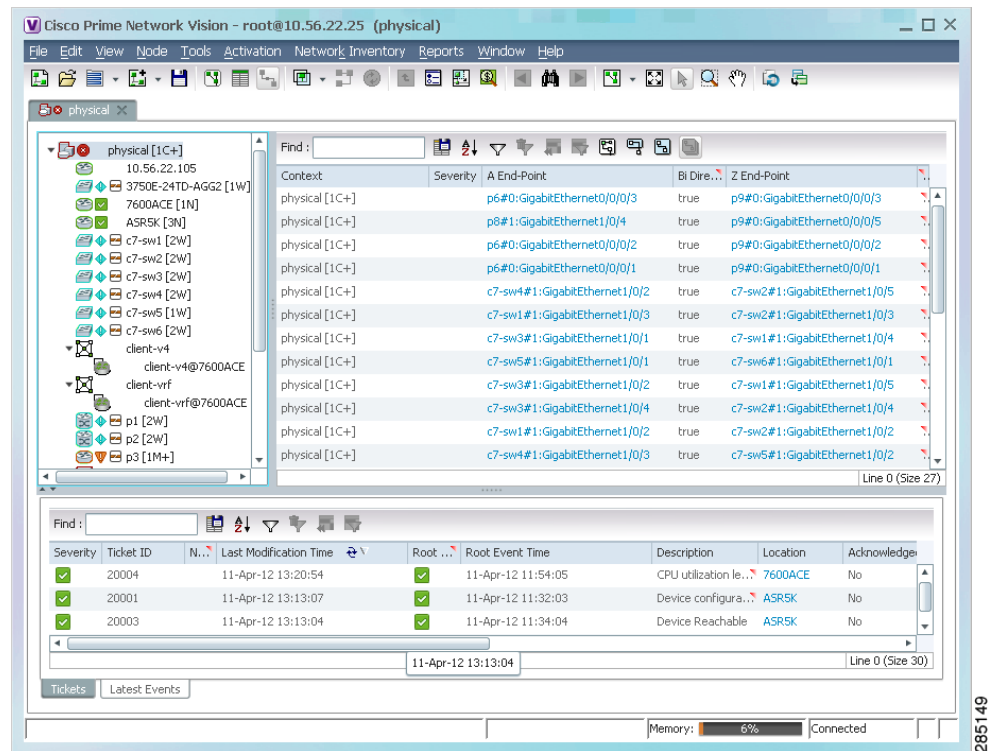 Cisco Prime Network Vision - root@10.56.22.25 (physical)
File Edit View Node Tools Activation Network Inventory Reports Window Help
physical
physical [1C+]
10.56.22.105
3750E-24TD-AGG2 [1W]
7600ACE [1N]
ASR5K [3N]
c7-sw1 [2W]
c7-sw2 [2W]
c7-sw3 [2W]
c7-sw4 [2W]
c7-sw5 [1W]
c7-sw6 [2W]
client-v4
client-v4@7600ACE
client-vrf
client-vrf@7600ACE
p1 [2W]
p2 [2W]
p3 [1M+]
Find :
Context Severity A End-Point Bi Dire... Z End-Point
physical [1C+] p6#0:GigabitEthernet0/0/0/3 true p9#0:GigabitEthernet0/0/0/3
physical [1C+] p8#1:GigabitEthernet1/0/4 true p9#0:GigabitEthernet0/0/0/5
physical [1C+] p6#0:GigabitEthernet0/0/0/2 true p9#0:GigabitEthernet0/0/0/2
physical [1C+] p6#0:GigabitEthernet0/0/0/1 true p9#0:GigabitEthernet0/0/0/1
physical [1C+] c7-sw4#1:GigabitEthernet1/0/2 true c7-sw2#1:GigabitEthernet1/0/5
physical [1C+] c7-sw1#1:GigabitEthernet1/0/3 true c7-sw2#1:GigabitEthernet1/0/3
physical [1C+] c7-sw3#1:GigabitEthernet1/0/1 true c7-sw1#1:GigabitEthernet1/0/4
physical [1C+] c7-sw5#1:GigabitEthernet1/0/1 true c7-sw6#1:GigabitEthernet1/0/1
physical [1C+] c7-sw3#1:GigabitEthernet1/0/2 true c7-sw1#1:GigabitEthernet1/0/5
physical [1C+] c7-sw3#1:GigabitEthernet1/0/4 true c7-sw2#1:GigabitEthernet1/0/4
physical [1C+] c7-sw1#1:GigabitEthernet1/0/2 true c7-sw2#1:GigabitEthernet1/0/2
physical [1C+] c7-sw4#1:GigabitEthernet1/0/3 true c7-sw5#1:GigabitEthernet1/0/2
Line 0 (Size 27)
Find :
Severity Ticket ID N... Last Modification Time Root ... Root Event Time Description Location Acknowledge
20004 11-Apr-12 13:20:54 11-Apr-12 11:54:05 CPU utilization le... 7600ACE No
20001 11-Apr-12 13:13:07 11-Apr-12 11:32:03 Device configura... ASR5K No
20003 11-Apr-12 13:13:04 11-Apr-12 11:34:04 Device Reachable ASR5K No
11-Apr-12 13:13:04
Line 0 (Size 30)
Tickets Latest Events
Memory: 6% Connected
285149